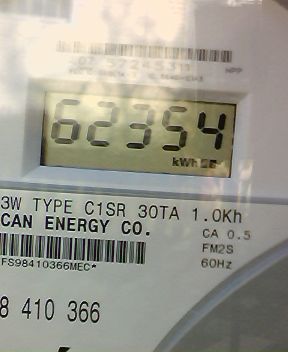 62354
kWh
3W TYPE C1SR 30TA 1.0Kh
CAN ENERGY CO.
CA 0.5
FM2S
60Hz
FS98410366MEC*
8 410 366